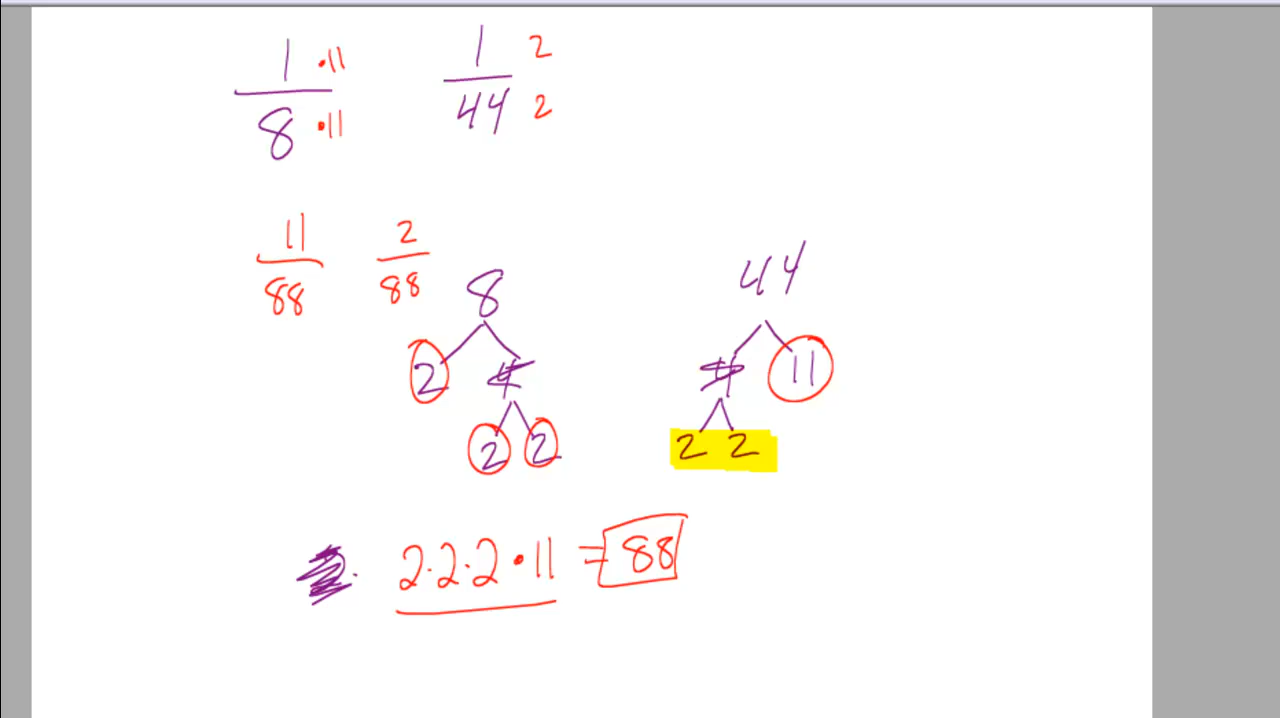 1 ·11 1 2
8 ·11 44 2
11 2
88 88
8 44
2 4 4 11
2 2 2 2
2·2·2·11 = 88